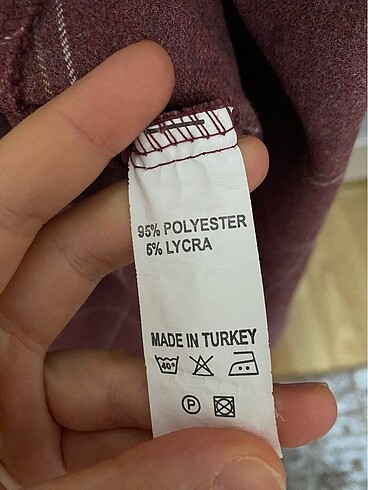 95% POLYESTER
5% LYCRA
MADE IN TURKEY
40°
P